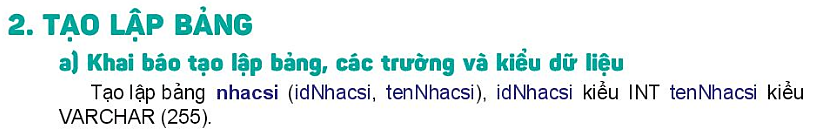 2. TẠO LẬP BẢNG
a) Khai báo tạo lập bảng, các trường và kiểu dữ liệu
Tạo lập bảng nhacsi (idNhacsi, tenNhacsi), idNhacsi kiểu INT tenNhacsi kiểu
VARCHAR (255).